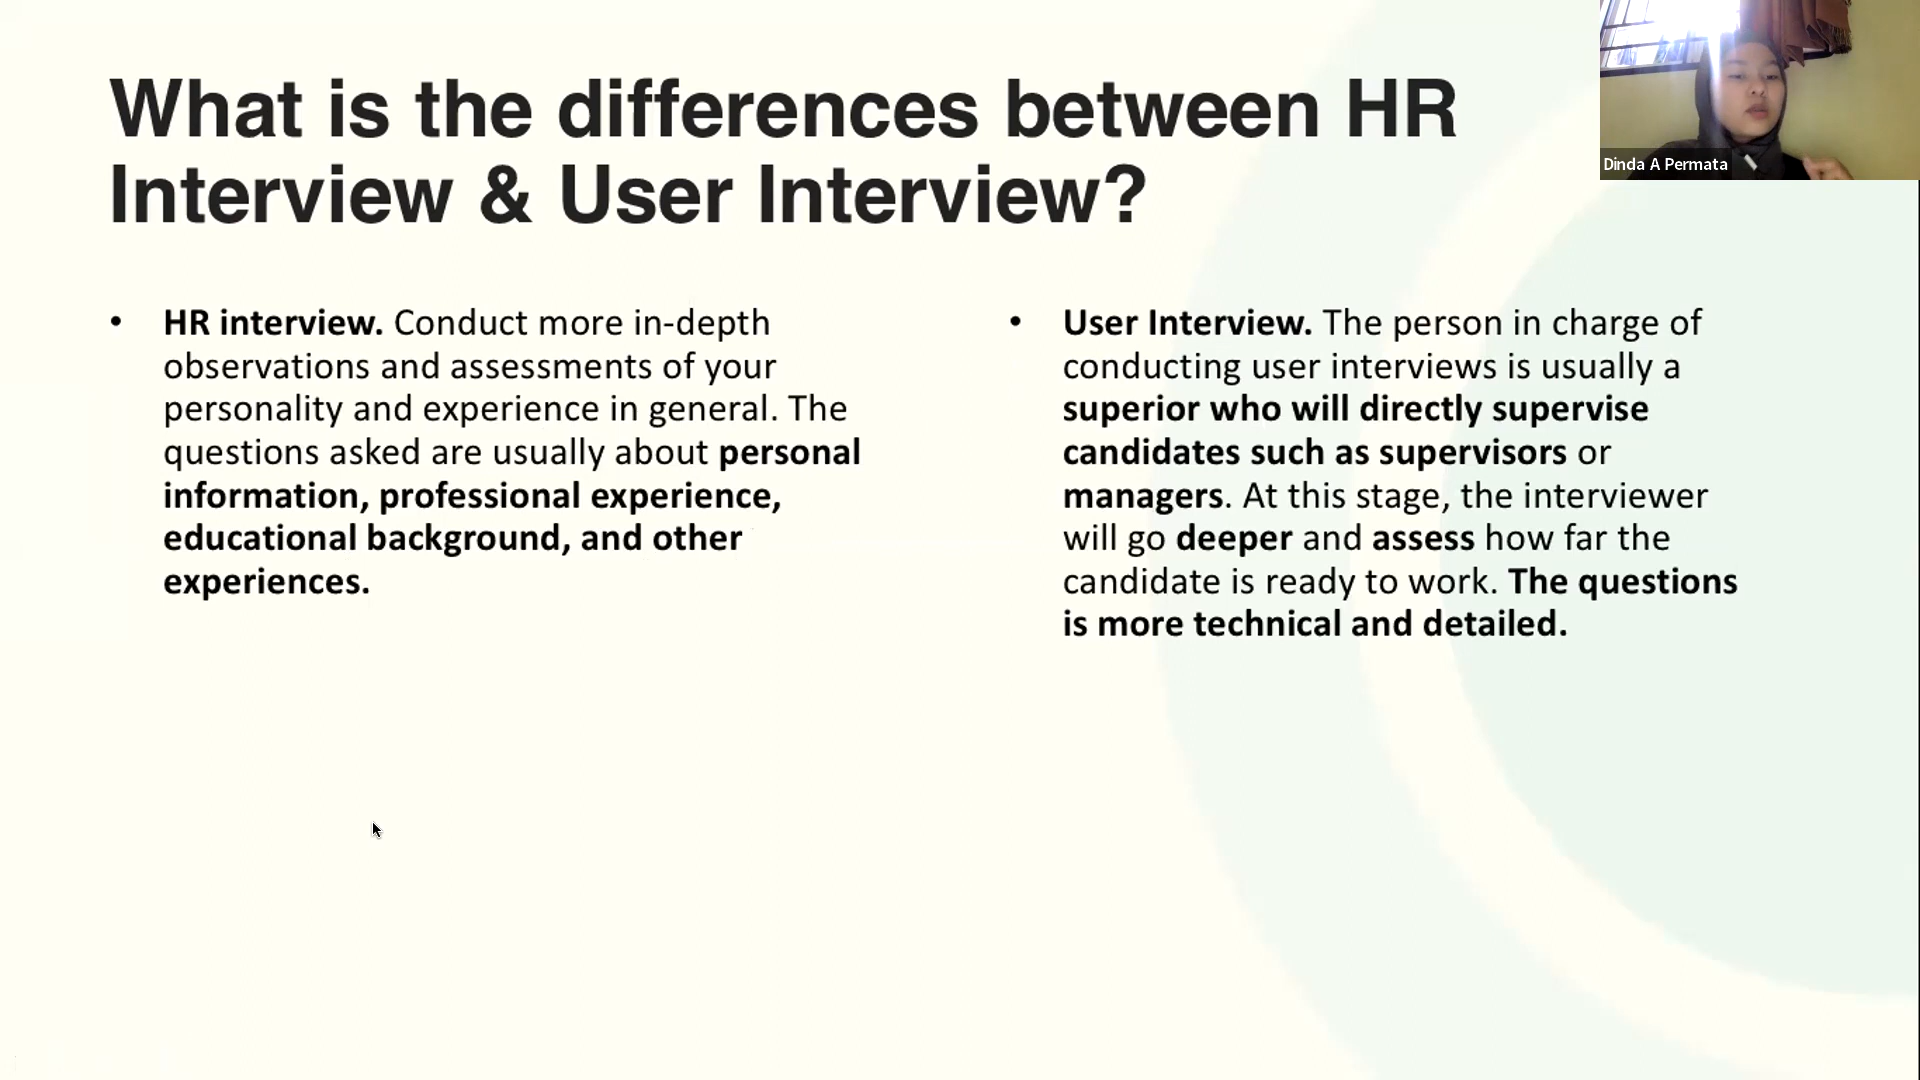 What is the differences between HR
Interview & User Interview?
Dinda A Permata
• HR interview. Conduct more in-depth
observations and assessments of your
personality and experience in general. The
questions asked are usually about personal
information, professional experience,
educational background, and other
experiences.
• User Interview. The person in charge of
conducting user interviews is usually a
superior who will directly supervise
candidates such as supervisors or
managers. At this stage, the interviewer
will go deeper and assess how far the
candidate is ready to work. The questions
is more technical and detailed.